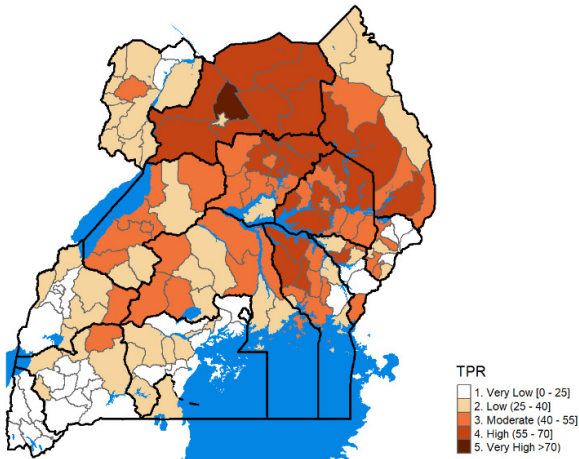 TPR
1. Very Low [0 - 25]
2. Low (25 - 40]
3. Moderate (40 - 55]
4. High (55 - 70]
5. Very High >70)